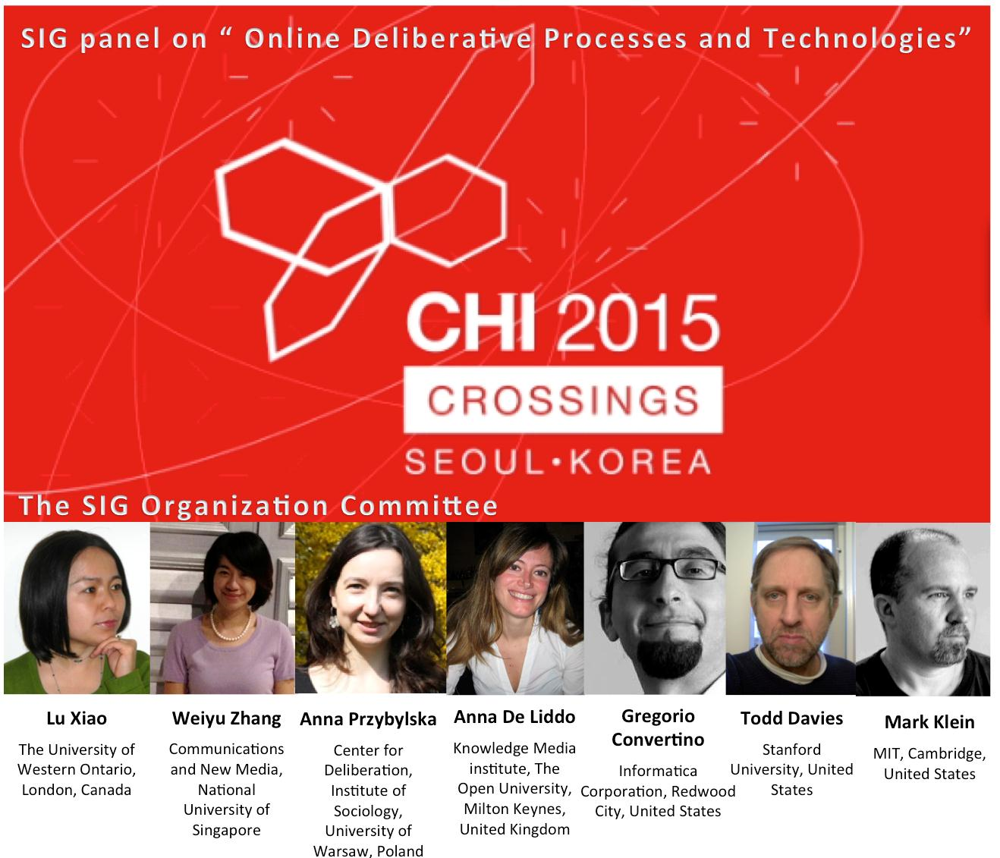 SIG panel on “ Online Deliberative Processes and Technologies”
CHI 2015
CROSSINGS
SEOUL•KOREA
The SIG Organization Committee
Lu Xiao
The University of
Western Ontario,
London, Canada
Weiyu Zhang
Communications
and New Media,
National
University of
Singapore
Anna Przybylska
Center for
Deliberation,
Institute of
Sociology,
University of
Warsaw, Poland
Anna De Liddo
Knowledge Media
institute, The
Open University,
Milton Keynes,
United Kingdom
Gregorio
Convertino
Informatica
Corporation, Redwood
City, United States
Todd Davies
Stanford
University, United
States
Mark Klein
MIT, Cambridge,
United States